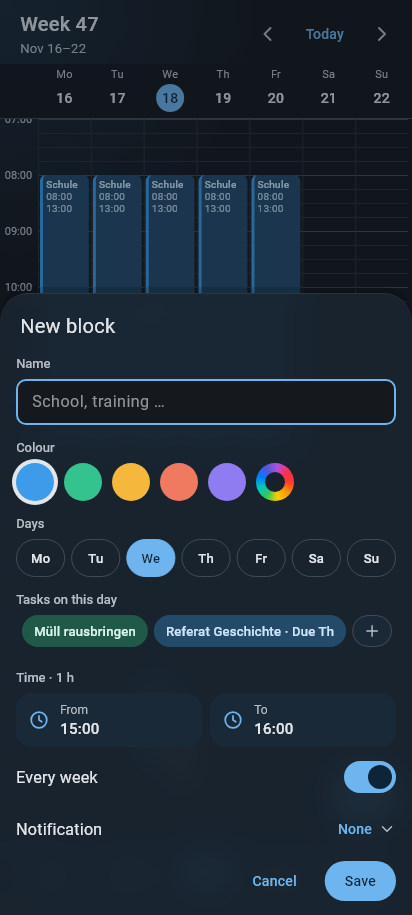 Week 47
Nov 16–22
Today
Mo Tu We Th Fr Sa Su
16 17 18 19 20 21 22
07:00
08:00
Schule Schule Schule Schule Schule
08:00 08:00 08:00 08:00 08:00
13:00 13:00 13:00 13:00 13:00
09:00
10:00
New block
Name
School, training …
Colour
Days
Mo Tu We Th Fr Sa Su
Tasks on this day
Müll rausbringen Referat Geschichte · Due Th +
Time · 1 h
From To
15:00 16:00
Every week
Notification None
Cancel Save